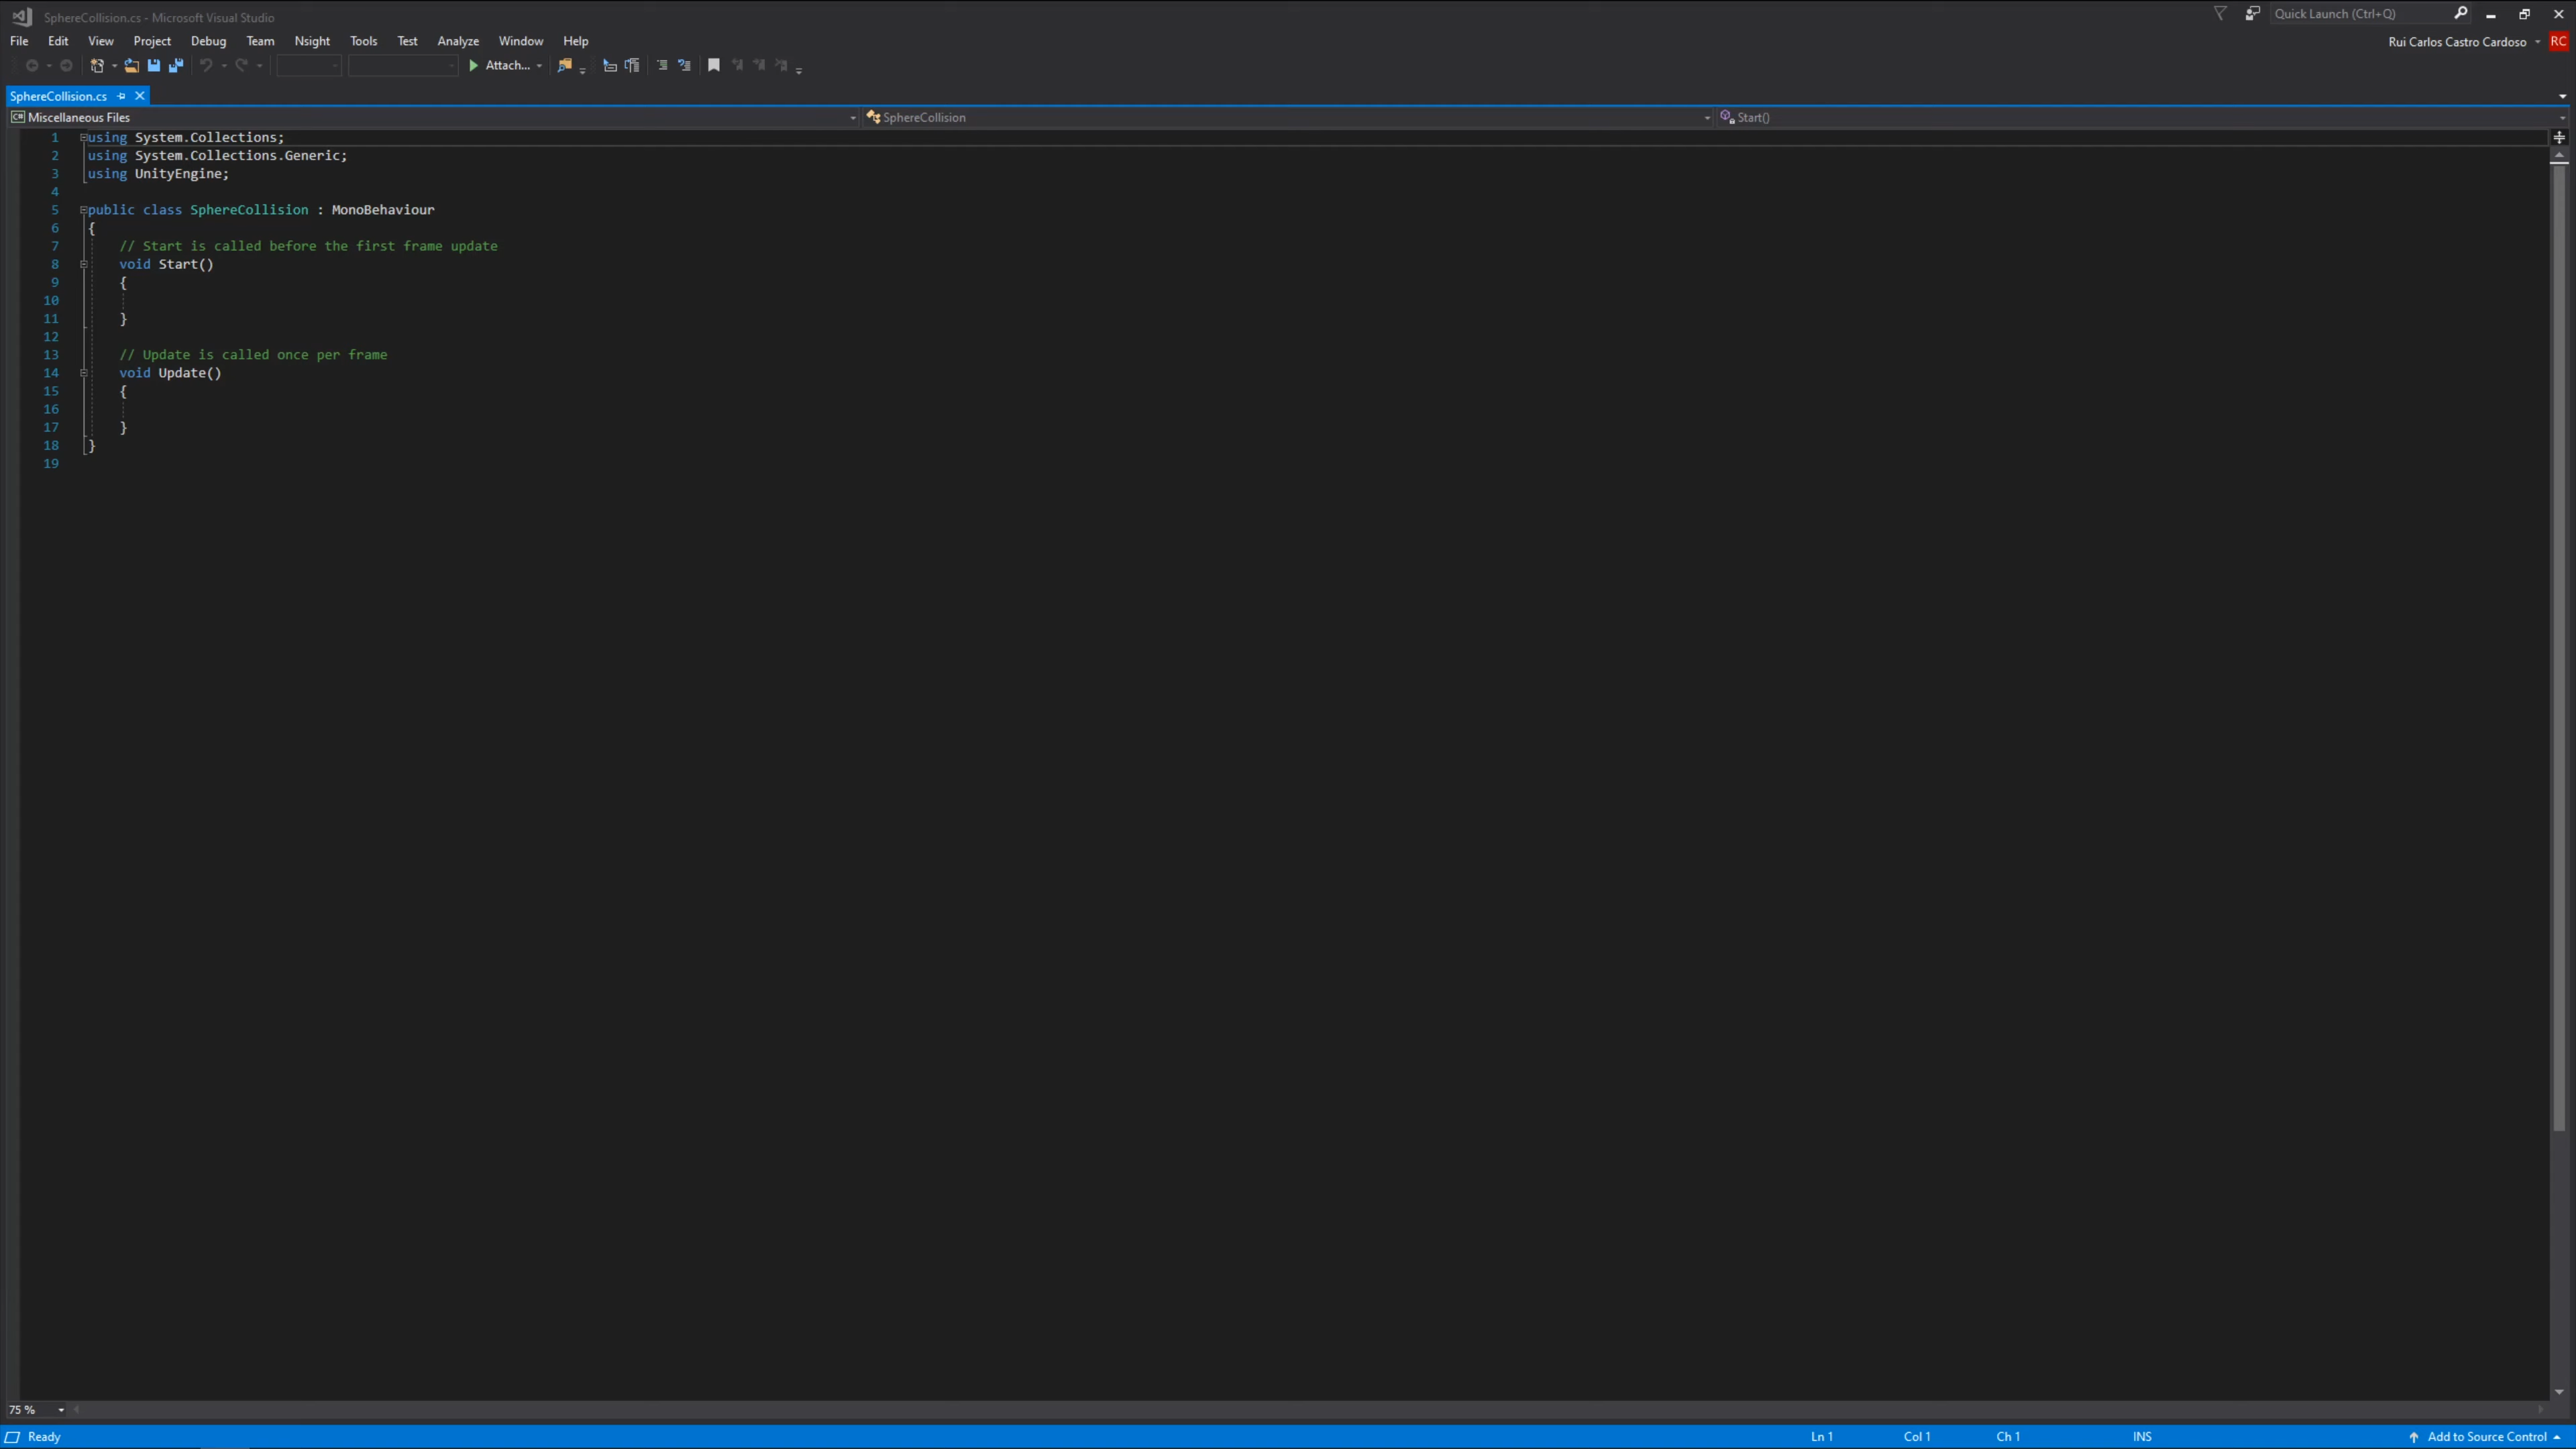 SphereCollision.cs - Microsoft Visual Studio
Quick Launch (Ctrl+Q)
File Edit View Project Debug Team Nsight Tools Test Analyze Window Help
Rui Carlos Castro Cardoso RC
Attach...
SphereCollision.cs
C# Miscellaneous Files SphereCollision Start()
1 using System.Collections;
2 using System.Collections.Generic;
3 using UnityEngine;
4
5 public class SphereCollision : MonoBehaviour
6 {
7 // Start is called before the first frame update
8 void Start()
9 {
10
11 }
12
13 // Update is called once per frame
14 void Update()
15 {
16
17 }
18 }
19
75 %
Ready Ln 1 Col 1 Ch 1 INS Add to Source Control